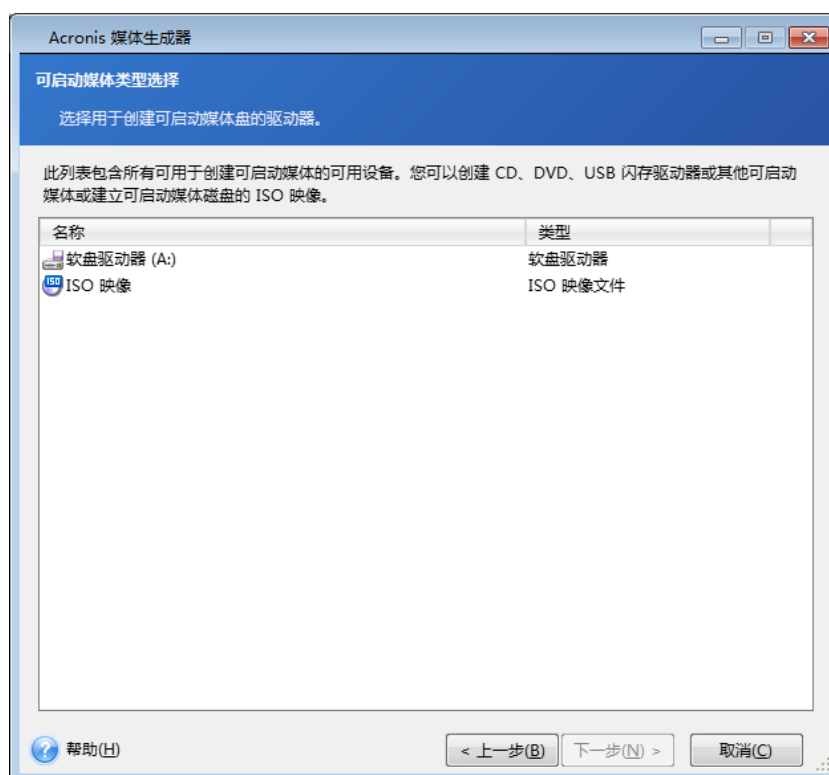 Acronis 媒体生成器
可启动媒体类型选择
选择用于创建可启动媒体盘的驱动器。
此列表包含所有可用于创建可启动媒体的可用设备。您可以创建 CD、DVD、USB 闪存驱动器或其他可启动
媒体或建立可启动媒体磁盘的 ISO 映像。
名称 类型
软盘驱动器 (A:) 软盘驱动器
ISO 映像 ISO 映像文件
帮助(H) < 上一步(B) 下一步(N) > 取消(C)